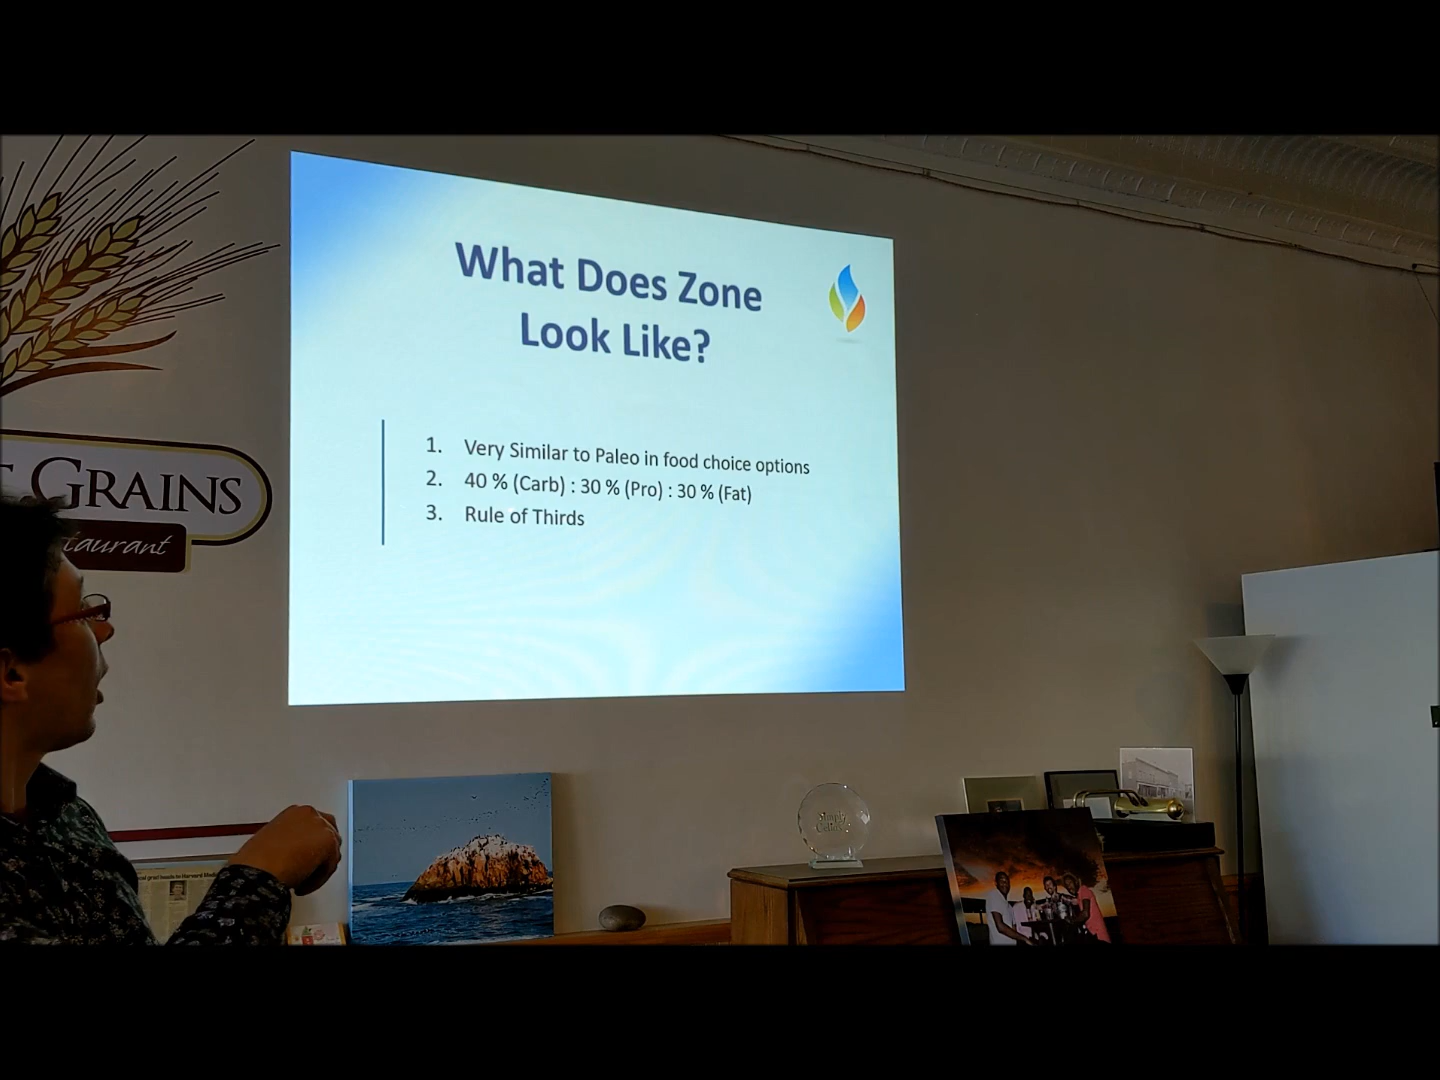 What Does Zone
Look Like?
1. Very Similar to Paleo in food choice options
2. 40 % (Carb) : 30 % (Pro) : 30 % (Fat)
3. Rule of Thirds
GRAINS
taurant
Simply